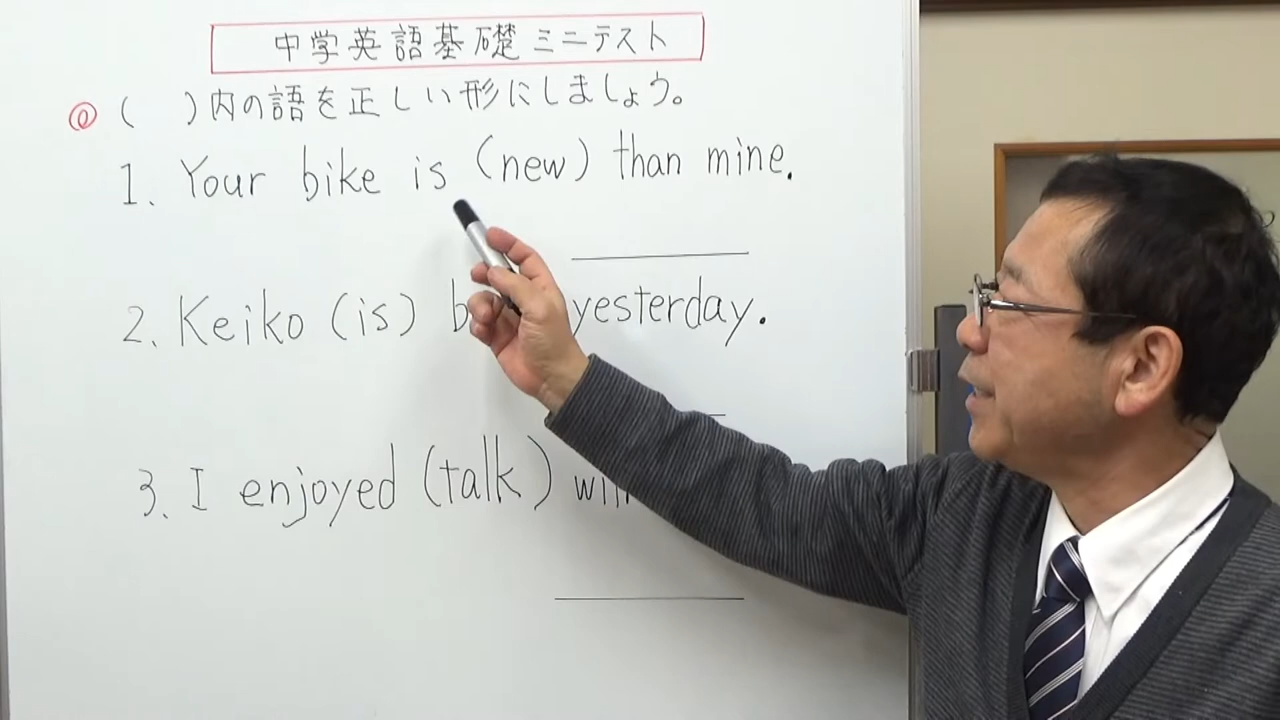 中学英語基礎ミニテスト
◎ (　) 内の語を正しい形にしましょう。
1. Your bike is (new) than mine.
2. Keiko (is) yesterday.
3. I enjoyed (talk)